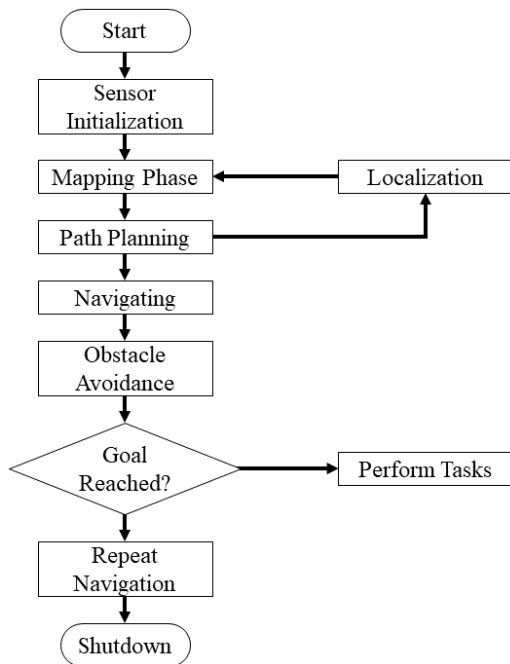 Start
Sensor
Initialization
Mapping Phase
Localization
Path Planning
Navigating
Obstacle
Avoidance
Goal
Reached?
Perform Tasks
Repeat
Navigation
Shutdown